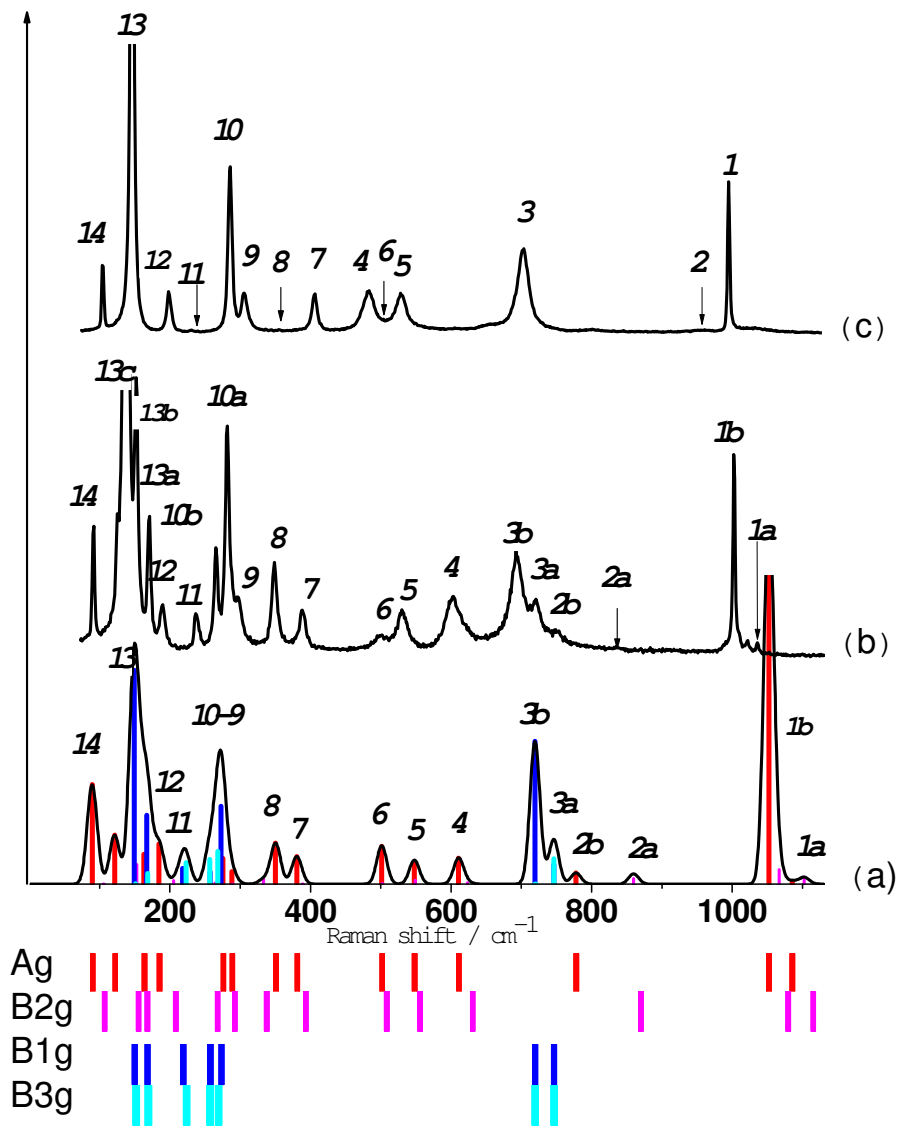 13
10
1
3
14
12 11 9 8 7 4 6 5 2
(c)
13c
13b
10a
1b
13a
14
10b
8
3b
1a
12 11 9 7 6 5 4 3a 2b 2a
(b)
13
10-9
3b
1b
14
12 11 8 7 6 5 4 3a 2b 2a 1a
(a)
200 400 600 800 1000
Raman shift / cm⁻¹
Ag
B2g
B1g
B3g